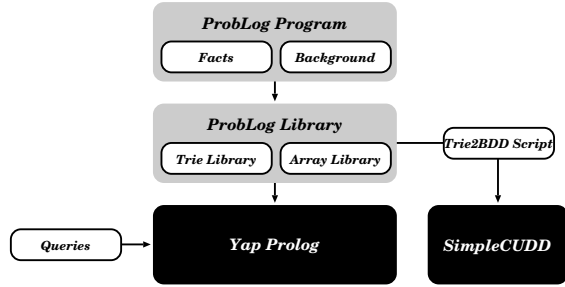 ProbLog Program
Facts
Background
ProbLog Library
Trie Library
Array Library
Trie2BDD Script
Queries
Yap Prolog
SimpleCUDD